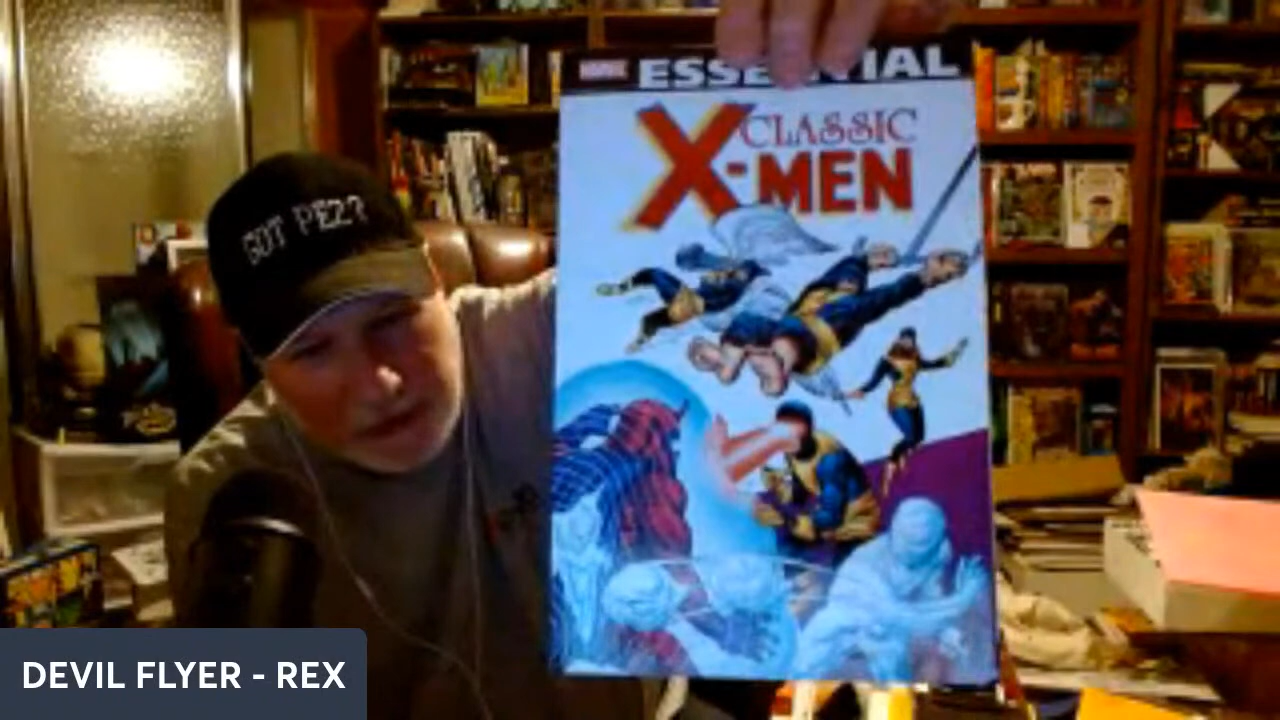 MARVEL
ESSENTIAL
CLASSIC
X-MEN
GOT PEZ?
DEVIL FLYER - REX